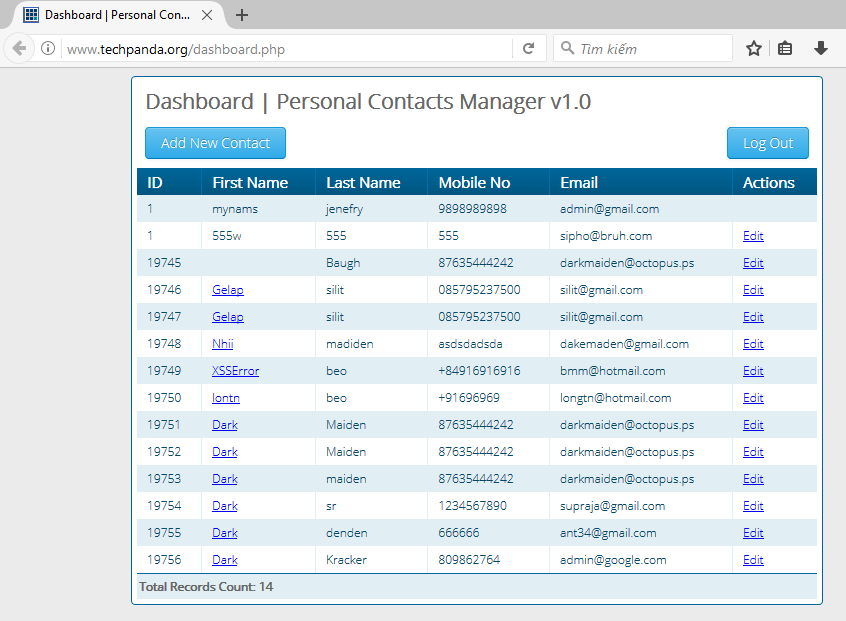 Dashboard | Personal Cont...
www.techpanda.org/dashboard.php
Tìm kiếm
Dashboard | Personal Contacts Manager v1.0
Add New Contact
Log Out
ID First Name Last Name Mobile No Email Actions
1 mynams jenefry 9898989898 admin@gmail.com
1 555w 555 555 sipho@bruh.com Edit
19745 Baugh 87635444242 darkmaiden@octopus.ps Edit
19746 Gelap silit 085795237500 silit@gmail.com Edit
19747 Gelap silit 085795237500 silit@gmail.com Edit
19748 Nhii madiden asdsdadsda dakemaden@gmail.com Edit
19749 XSSError beo +84916916916 bmm@hotmail.com Edit
19750 lontn beo +91696969 longtn@hotmail.com Edit
19751 Dark Maiden 87635444242 darkmaiden@octopus.ps Edit
19752 Dark Maiden 87635444242 darkmaiden@octopus.ps Edit
19753 Dark maiden 87635444242 darkmaiden@octopus.ps Edit
19754 Dark sr 1234567890 supraja@gmail.com Edit
19755 Dark denden 666666 ant34@gmail.com Edit
19756 Dark Kracker 809862764 admin@google.com Edit
Total Records Count: 14